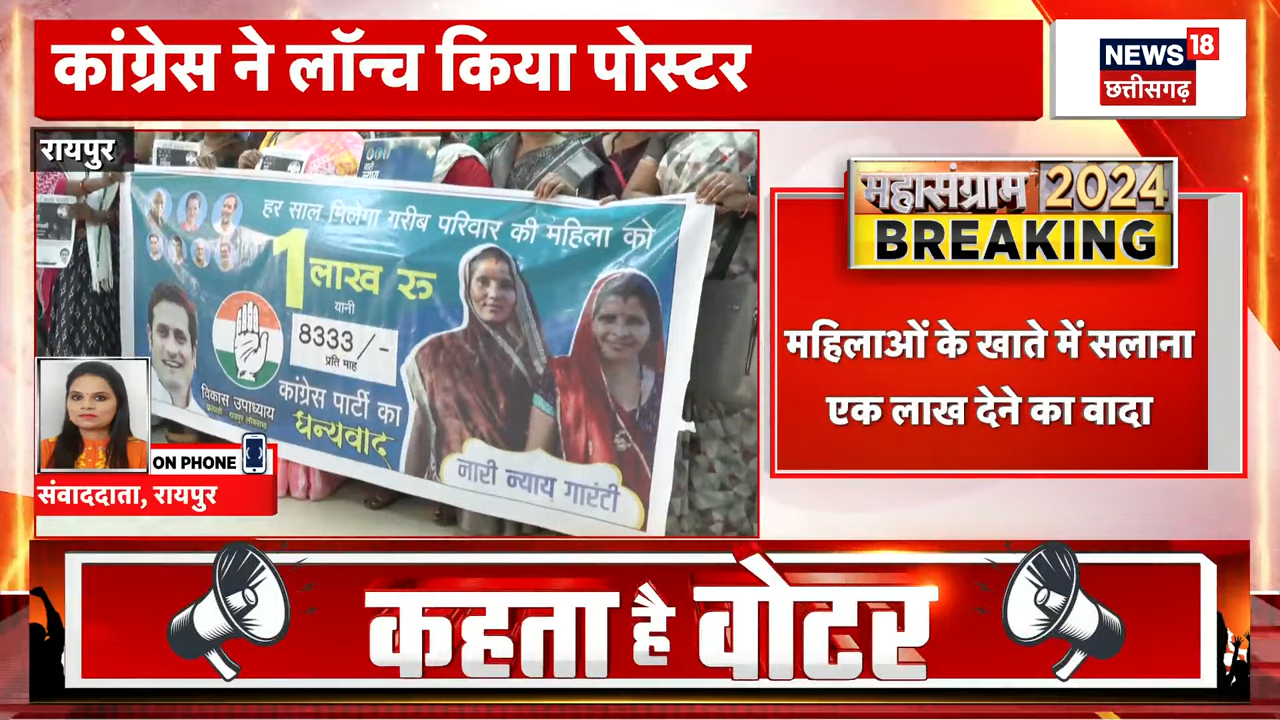 कांग्रेस ने लॉन्च किया पोस्टर
NEWS 18
छत्तीसगढ़
रायपुर
हर साल मिलेगा गरीब परिवार की महिला को
1 लाख रु
यानी
8333/-
प्रति माह
विकास उपाध्याय
कांग्रेस पार्टी का
धन्यवाद
नारी न्याय गारंटी
महासंग्राम 2024
BREAKING
महिलाओं के खाते में सलाना
एक लाख देने का वादा
ON PHONE
संवाददाता, रायपुर
कहता है वोटर